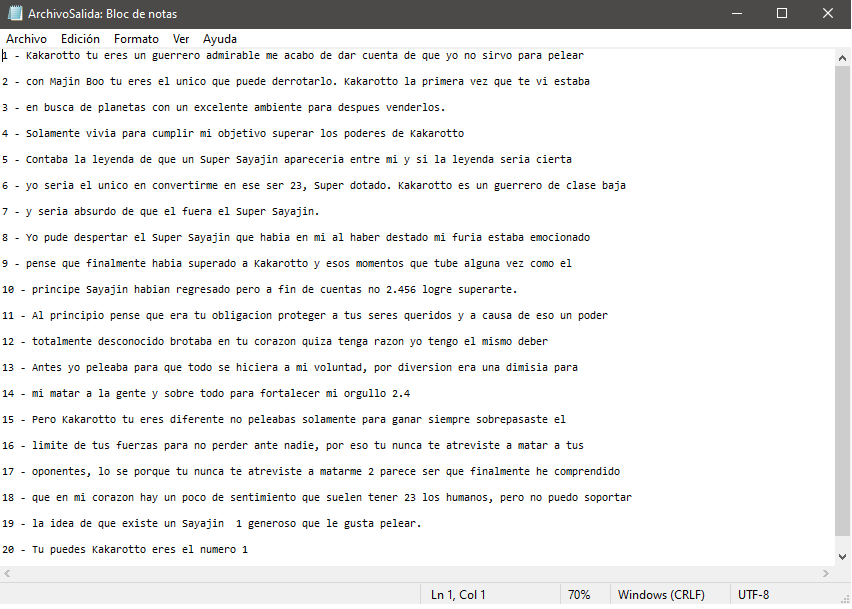 ArchivoSalida: Bloc de notas
Archivo Edición Formato Ver Ayuda
1 - Kakarotto tu eres un guerrero admirable me acabo de dar cuenta de que yo no sirvo para pelear
2 - con Majin Boo tu eres el unico que puede derrotarlo. Kakarotto la primera vez que te vi estaba
3 - en busca de planetas con un excelente ambiente para despues venderlos.
4 - Solamente vivia para cumplir mi objetivo superar los poderes de Kakarotto
5 - Contaba la leyenda de que un Super Sayajin apareceria entre mi y si la leyenda seria cierta
6 - yo seria el unico en convertirme en ese ser 23, Super dotado. Kakarotto es un guerrero de clase baja
7 - y seria absurdo de que el fuera el Super Sayajin.
8 - Yo pude despertar el Super Sayajin que habia en mi al haber destado mi furia estaba emocionado
9 - pense que finalmente habia superado a Kakarotto y esos momentos que tube alguna vez como el
10 - principe Sayajin habian regresado pero a fin de cuentas no 2.456 logre superarte.
11 - Al principio pense que era tu obligacion proteger a tus seres queridos y a causa de eso un poder
12 - totalmente desconocido brotaba en tu corazon quiza tenga razon yo tengo el mismo deber
13 - Antes yo peleaba para que todo se hiciera a mi voluntad, por diversion era una dimisia para
14 - mi matar a la gente y sobre todo para fortalecer mi orgullo 2.4
15 - Pero Kakarotto tu eres diferente no peleabas solamente para ganar siempre sobrepasaste el
16 - limite de tus fuerzas para no perder ante nadie, por eso tu nunca te atreviste a matar a tus
17 - oponentes, lo se porque tu nunca te atreviste a matarme 2 parece ser que finalmente he comprendido
18 - que en mi corazon hay un poco de sentimiento que suelen tener 23 los humanos, pero no puedo soportar
19 - la idea de que existe un Sayajin  1 generoso que le gusta pelear.
20 - Tu puedes Kakarotto eres el numero 1
Ln 1, Col 1 70% Windows (CRLF) UTF-8